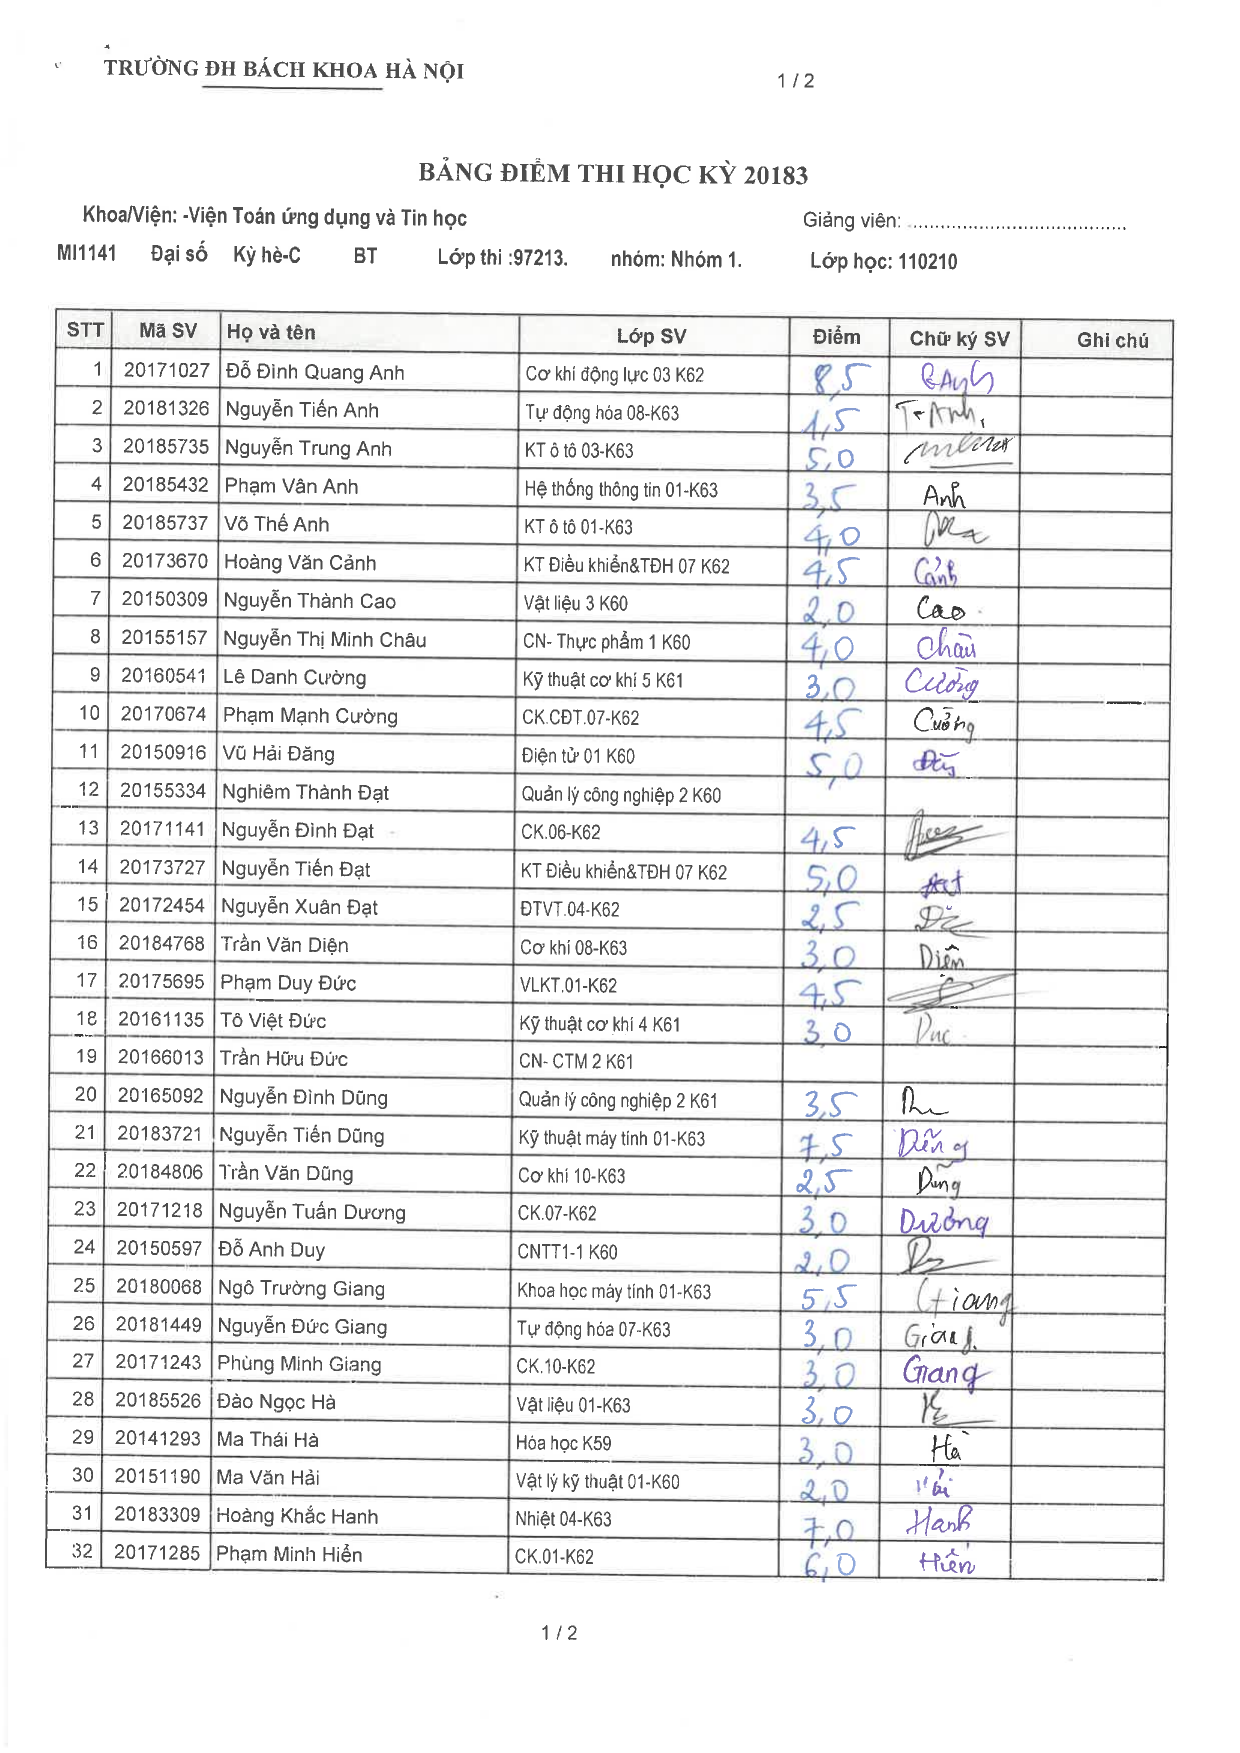 TRƯỜNG ĐH BÁCH KHOA HÀ NỘI
1 / 2
BẢNG ĐIỂM THI HỌC KỲ 20183
Khoa/Viện: -Viện Toán ứng dụng và Tin học Giảng viên: ......................................
MI1141 Đại số Kỳ hè-C BT Lớp thi :97213. nhóm: Nhóm 1. Lớp học: 110210
STT Mã SV Họ và tên Lớp SV Điểm Chữ ký SV Ghi chú
1 20171027 Đỗ Đình Quang Anh Cơ khí động lực 03 K62 8,5 QAnh
2 20181326 Nguyễn Tiến Anh Tự động hóa 08-K63 1,5 T-Anh
3 20185735 Nguyễn Trung Anh KT ô tô 03-K63 5,0
4 20185432 Phạm Vân Anh Hệ thống thông tin 01-K63 3,5 Anh
5 20185737 Võ Thế Anh KT ô tô 01-K63 4,0
6 20173670 Hoàng Văn Cảnh KT Điều khiển&TĐH 07 K62 4,5 Cảnh
7 20150309 Nguyễn Thành Cao Vật liệu 3 K60 2,0 Cao
8 20155157 Nguyễn Thị Minh Châu CN- Thực phẩm 1 K60 4,0 Châu
9 20160541 Lê Danh Cường Kỹ thuật cơ khí 5 K61 3,0 Cường
10 20170674 Phạm Mạnh Cường CK.CĐT.07-K62 4,5 Cường
11 20150916 Vũ Hải Đăng Điện tử 01 K60 5,0
12 20155334 Nghiêm Thành Đạt Quản lý công nghiệp 2 K60
13 20171141 Nguyễn Đình Đạt CK.06-K62 4,5
14 20173727 Nguyễn Tiến Đạt KT Điều khiển&TĐH 07 K62 5,0 Đạt
15 20172454 Nguyễn Xuân Đạt ĐTVT.04-K62 2,5
16 20184768 Trần Văn Diện Cơ khí 08-K63 3,0 Diện
17 20175695 Phạm Duy Đức VLKT.01-K62 4,5
18 20161135 Tô Việt Đức Kỹ thuật cơ khí 4 K61 3,0 Đuc
19 20166013 Trần Hữu Đức CN- CTM 2 K61
20 20165092 Nguyễn Đình Dũng Quản lý công nghiệp 2 K61 3,5
21 20183721 Nguyễn Tiến Dũng Kỹ thuật máy tính 01-K63 7,5 Dũng
22 20184806 Trần Văn Dũng Cơ khí 10-K63 2,5 Dũng
23 20171218 Nguyễn Tuấn Dương CK.07-K62 3,0 Dương
24 20150597 Đỗ Anh Duy CNTT1-1 K60 2,0
25 20180068 Ngô Trường Giang Khoa học máy tính 01-K63 5,5 Giang
26 20181449 Nguyễn Đức Giang Tự động hóa 07-K63 3,0 Giang
27 20171243 Phùng Minh Giang CK.10-K62 3,0 Giang
28 20185526 Đào Ngọc Hà Vật liệu 01-K63 3,0
29 20141293 Ma Thái Hà Hóa học K59 3,0 Hà
30 20151190 Ma Văn Hải Vật lý kỹ thuật 01-K60 2,0 Hải
31 20183309 Hoàng Khắc Hanh Nhiệt 04-K63 7,0 Hanh
32 20171285 Phạm Minh Hiển CK.01-K62 6,0 Hiển
1 / 2